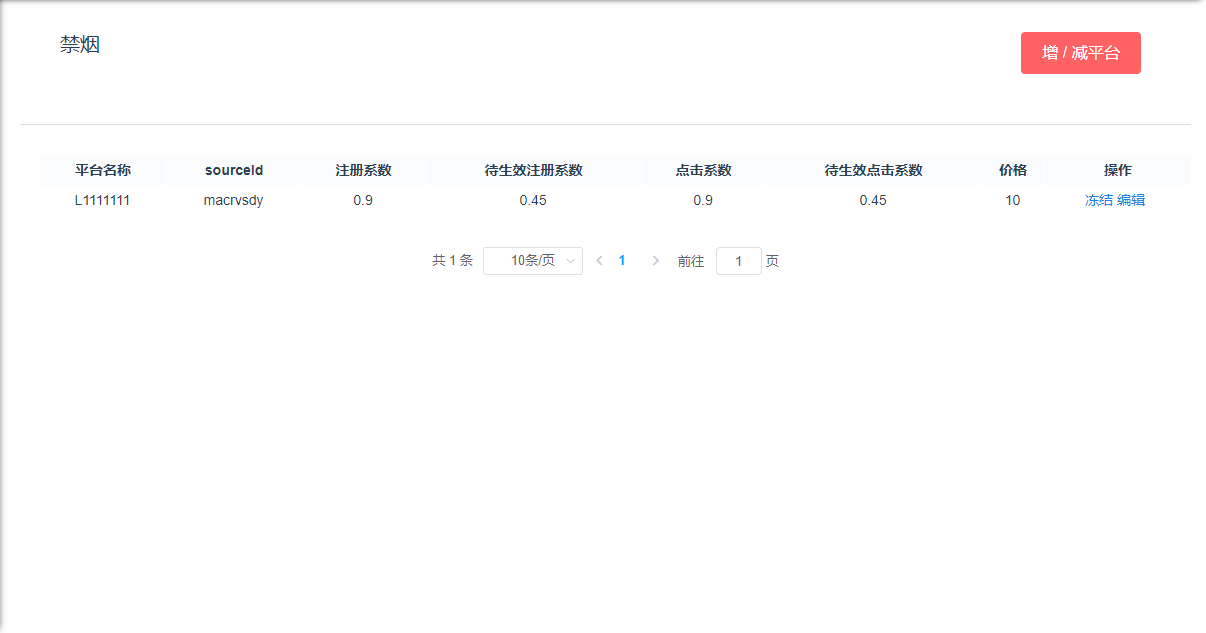 禁烟
增 / 减平台
平台名称 sourceId 注册系数 待生效注册系数 点击系数 待生效点击系数 价格 操作
L1111111 macrvsdy 0.9 0.45 0.9 0.45 10 冻结 编辑
共 1 条 10条/页 1 前往 1 页